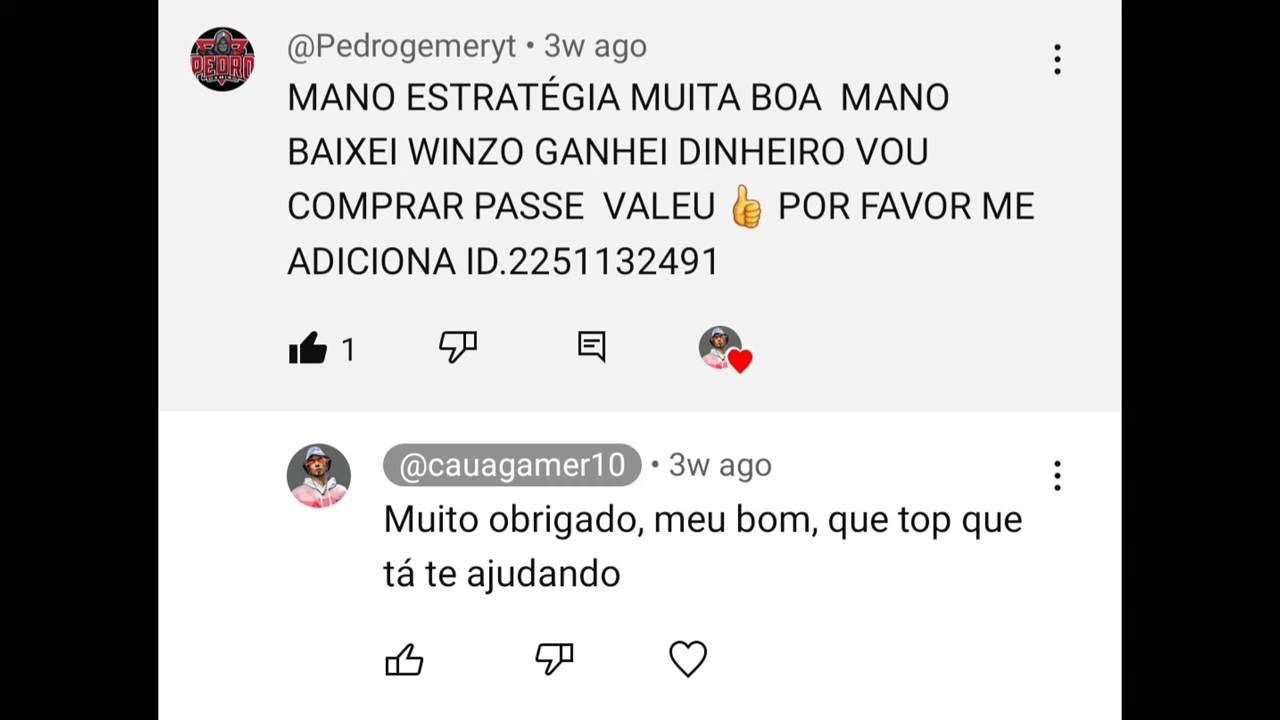 @Pedrogemeryt • 3w ago
MANO ESTRATÉGIA MUITA BOA  MANO
BAIXEI WINZO GANHEI DINHEIRO VOU
COMPRAR PASSE  VALEU 👍 POR FAVOR ME
ADICIONA ID.2251132491
1
@cauagamer10 • 3w ago
Muito obrigado, meu bom, que top que
tá te ajudando
PEDRO